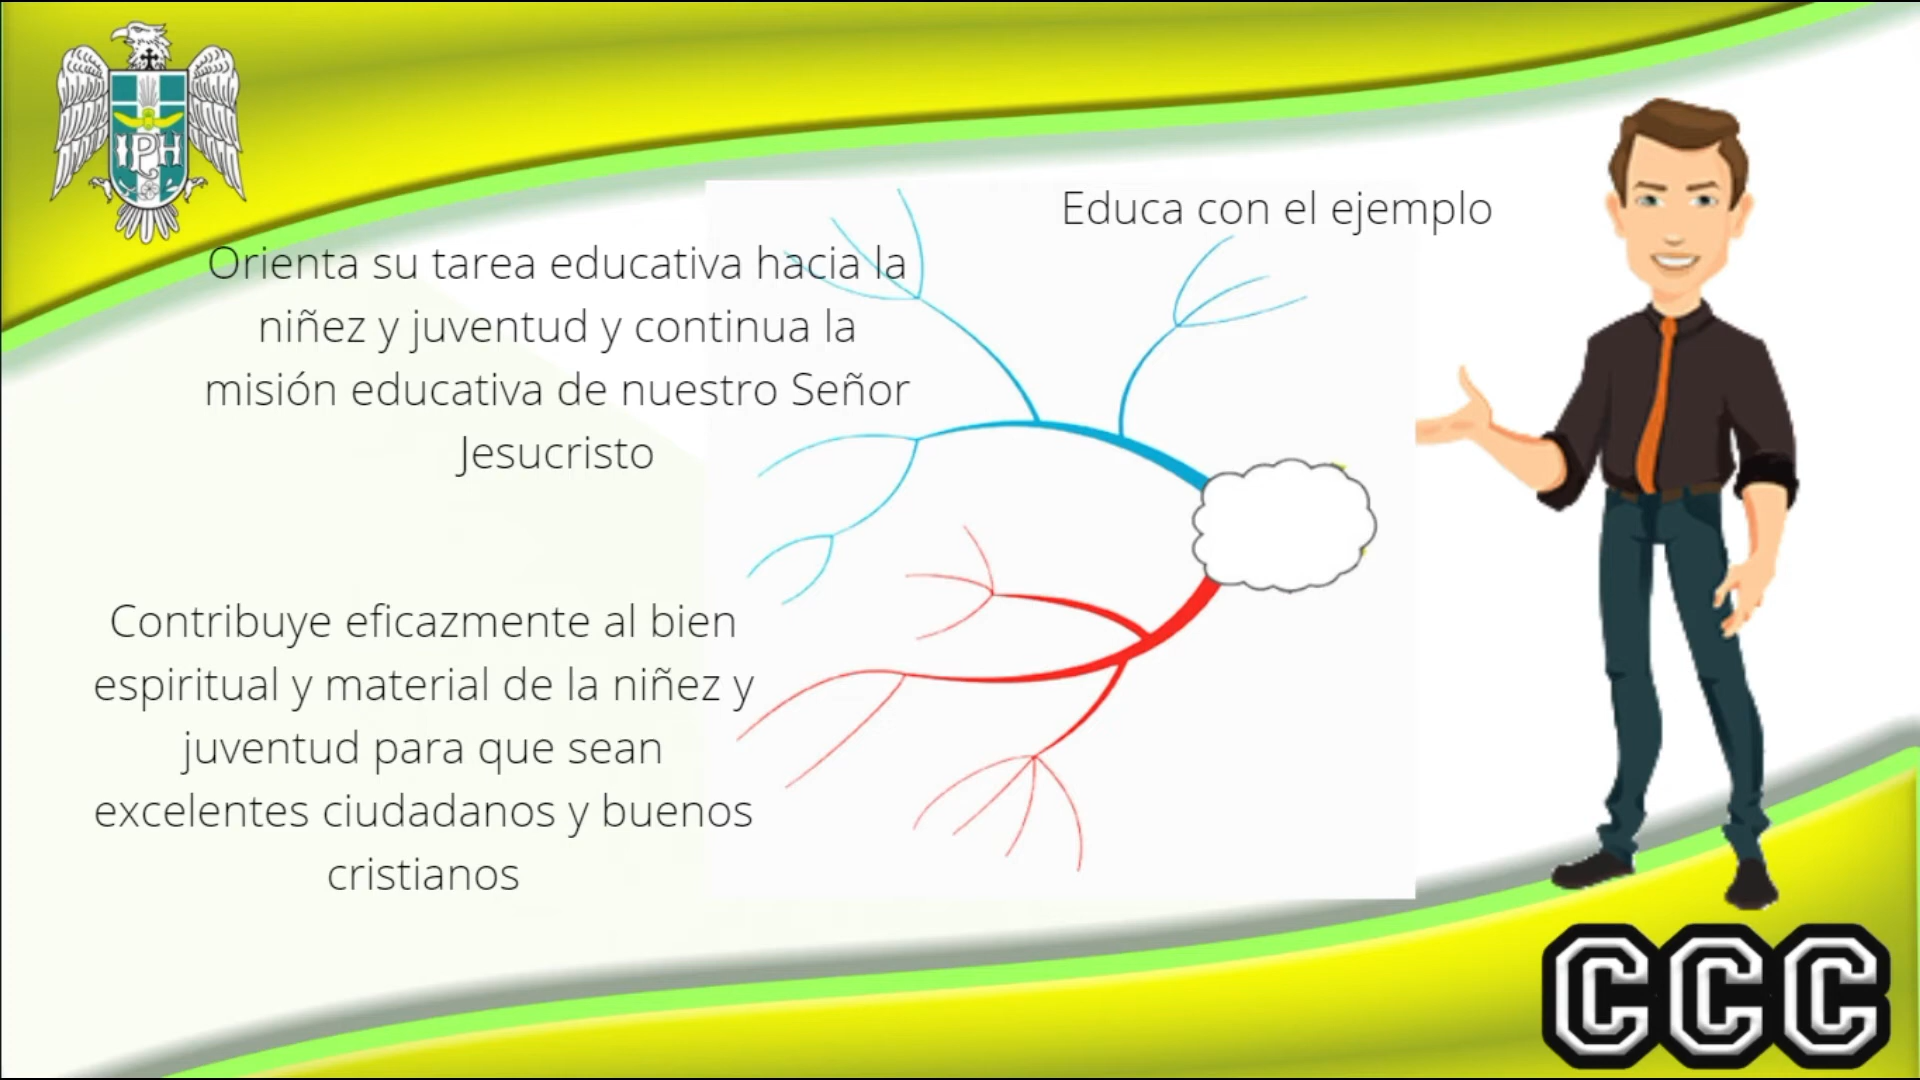 IPH
Educa con el ejemplo
Orienta su tarea educativa hacia la
niñez y juventud y continua la
misión educativa de nuestro Señor
Jesucristo
Contribuye eficazmente al bien
espiritual y material de la niñez y
juventud para que sean
excelentes ciudadanos y buenos
cristianos
CCC